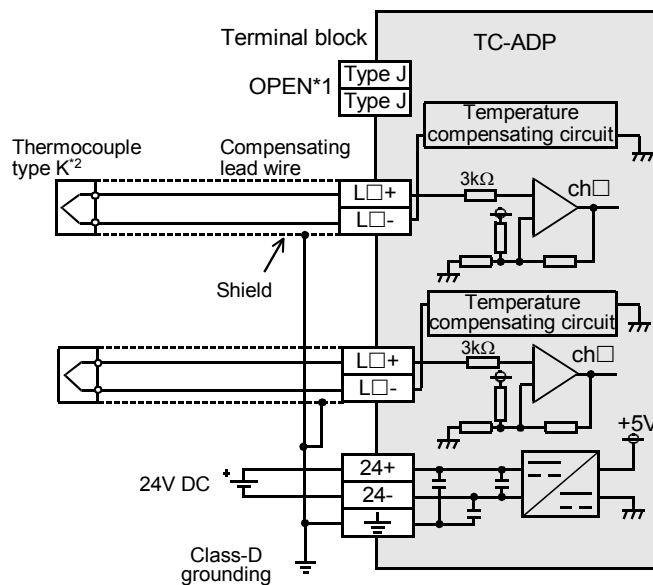 Terminal block
TC-ADP
OPEN*1
Type J
Type J
Temperature
compensating circuit
Thermocouple
type K*2
Compensating
lead wire
L□+
L□-
3kΩ
ch□
Shield
Temperature
compensating circuit
L□+
L□-
3kΩ
ch□
+5V
24V DC
+
24+
24-
Class-D
grounding